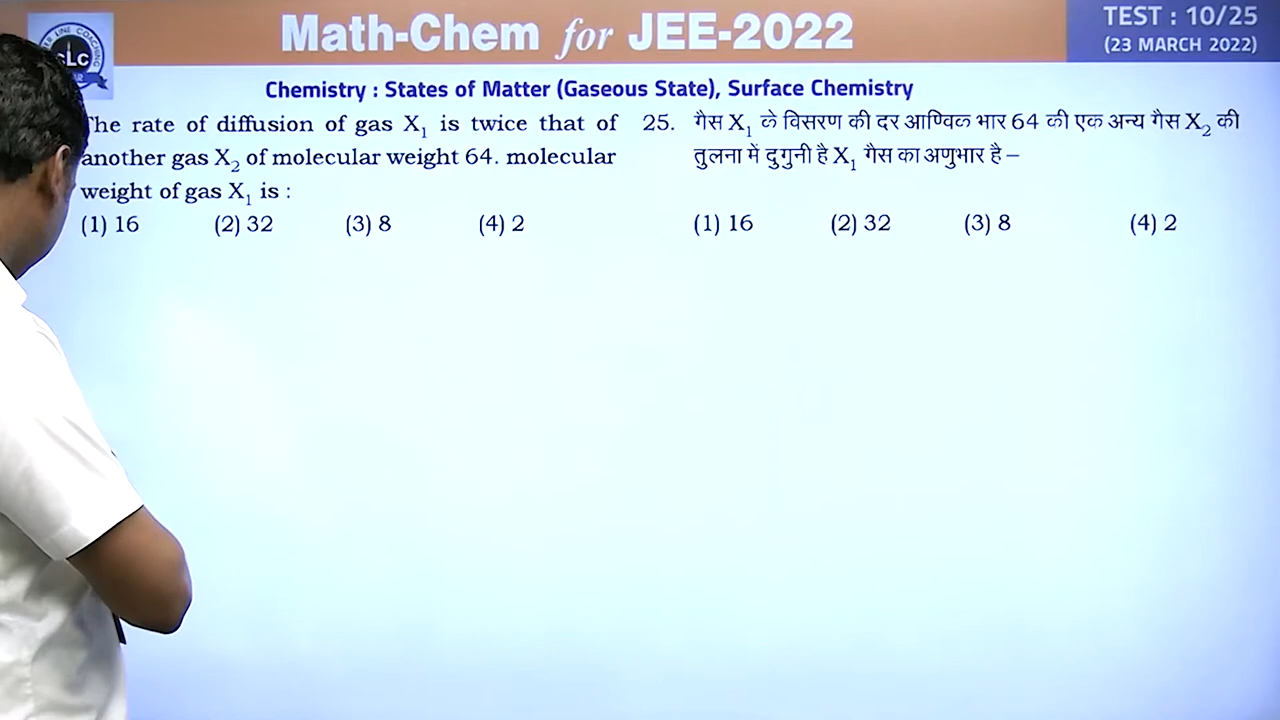 Math-Chem for JEE-2022
TEST : 10/25
(23 MARCH 2022)
LINE COACHING
SLC
Chemistry : States of Matter (Gaseous State), Surface Chemistry
The rate of diffusion of gas X₁ is twice that of
another gas X₂ of molecular weight 64. molecular
weight of gas X₁ is :
(1) 16 (2) 32 (3) 8 (4) 2
25. गैस X₁ के विसरण की दर आण्विक भार 64 की एक अन्य गैस X₂ की
तुलना में दुगुनी है X₁ गैस का अणुभार है –
(1) 16 (2) 32 (3) 8 (4) 2